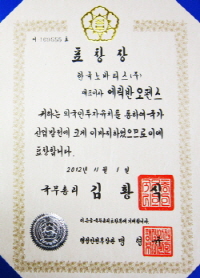 표창장
한국노바티스(주)
대표이사 에릭반 오펜스
귀하는 외국인투자유치를 통하여 국가
산업발전에 크게 이바지하였으므로 이에
표창합니다.
2012년 11월 1일
국무총리 김황식